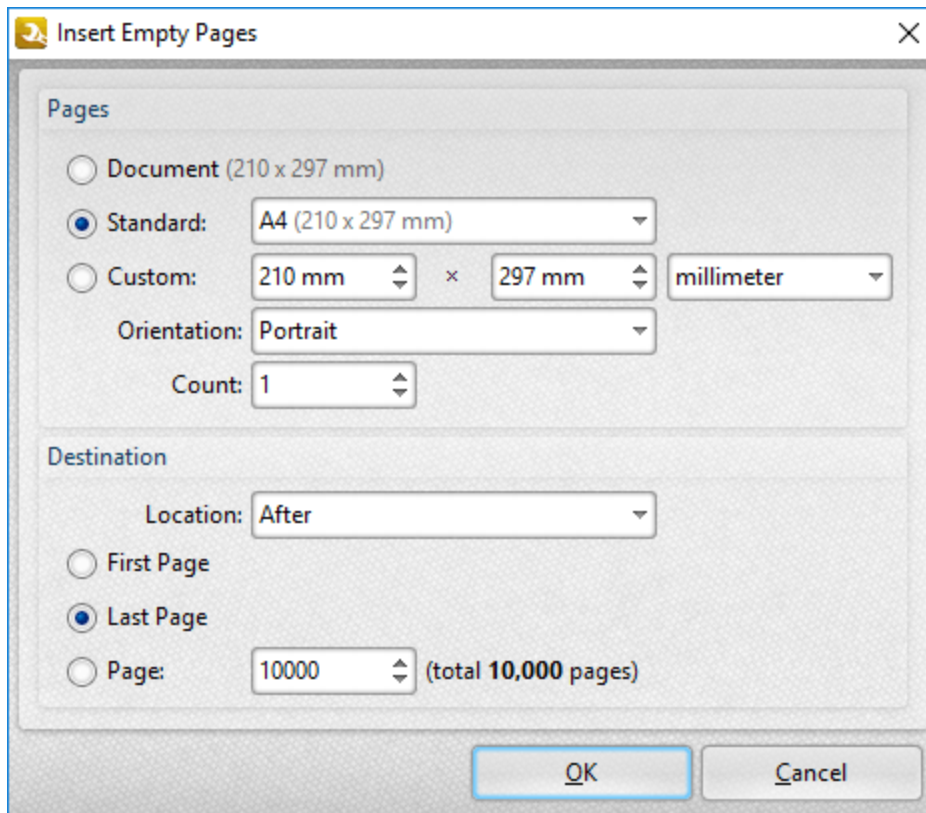 Insert Empty Pages
Pages
Document (210 x 297 mm)
Standard: A4 (210 x 297 mm)
Custom: 210 mm × 297 mm millimeter
Orientation: Portrait
Count: 1
Destination
Location: After
First Page
Last Page
Page: 10000 (total 10,000 pages)
OK Cancel